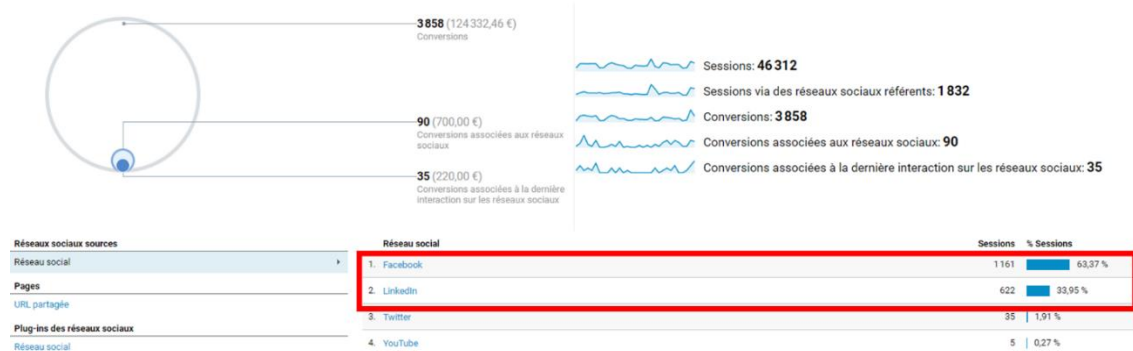 3 858 (124 332,46 €)
Conversions
90 (700,00 €)
Conversions associées aux réseaux
sociaux
35 (220,00 €)
Conversions associées à la dernière
interaction sur les réseaux sociaux
Sessions: 46 312
Sessions via des réseaux sociaux référents: 1 832
Conversions: 3 858
Conversions associées aux réseaux sociaux: 90
Conversions associées à la dernière interaction sur les réseaux sociaux: 35
Réseaux sociaux sources
Réseau social
Pages
URL partagée
Plug-ins des réseaux sociaux
Réseau social
Réseau social Sessions % Sessions
1. Facebook 1 161 63,37 %
2. LinkedIn 622 33,95 %
3. Twitter 35 1,91 %
4. YouTube 5 0,27 %